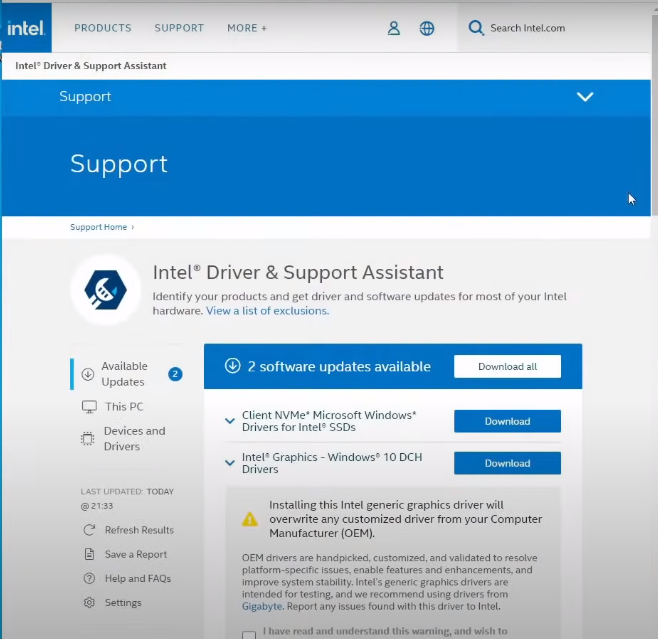 intel.
PRODUCTS SUPPORT MORE + Search Intel.com
Intel® Driver & Support Assistant
Support
Support
Support Home ›
Intel® Driver & Support Assistant
Identify your products and get driver and software updates for most of your Intel
hardware. View a list of exclusions.
Available
Updates
2
This PC
Devices and
Drivers
LAST UPDATED: TODAY
@ 21:33
Refresh Results
Save a Report
Help and FAQs
Settings
2 software updates available Download all
Client NVMe* Microsoft Windows*
Drivers for Intel® SSDs
Download
Intel® Graphics - Windows® 10 DCH
Drivers
Download
Installing this Intel generic graphics driver will
overwrite any customized driver from your Computer
Manufacturer (OEM).
OEM drivers are handpicked, customized, and validated to resolve
platform-specific issues, enable features and enhancements, and
improve system stability. Intel's generic graphics drivers are
intended for testing, and we recommend using drivers from
Gigabyte. Report any issues found with this driver to Intel.
I have read and understand this warning, and wish to